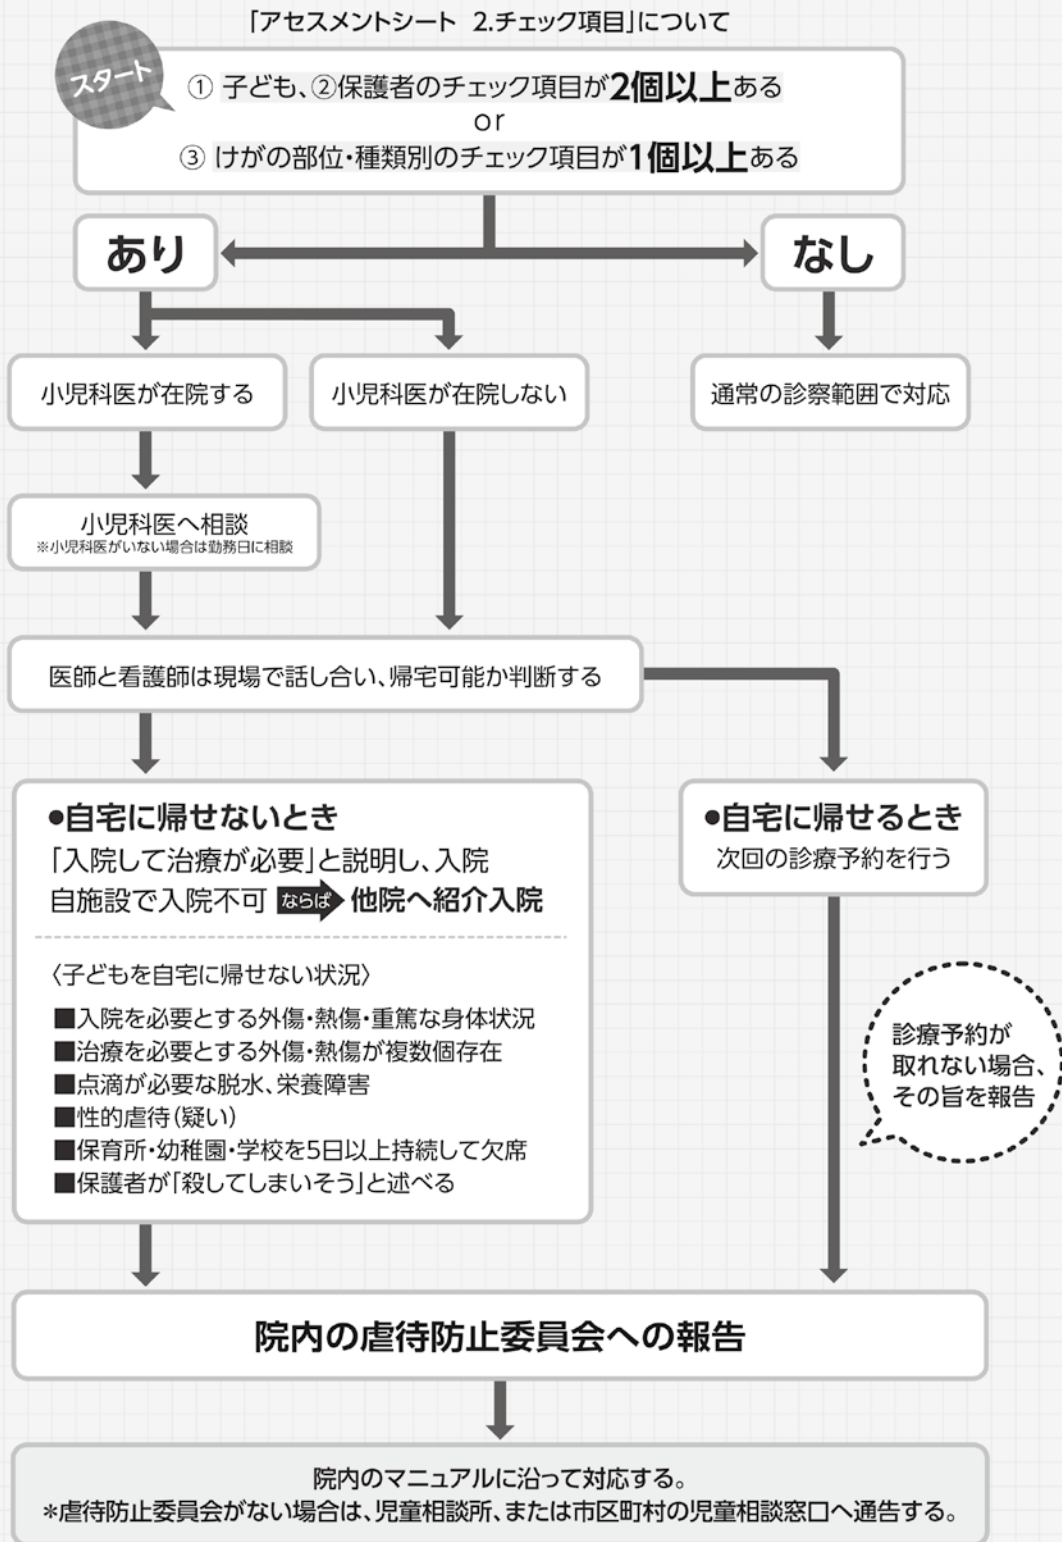 「アセスメントシート 2.チェック項目」について
スタート
① 子ども、②保護者のチェック項目が2個以上ある
or
③ けがの部位・種類別のチェック項目が1個以上ある
あり
なし
小児科医が在院する
小児科医が在院しない
通常の診察範囲で対応
小児科医へ相談
※小児科医がいない場合は勤務日に相談
医師と看護師は現場で話し合い、帰宅可能か判断する
●自宅に帰せないとき
「入院して治療が必要」と説明し、入院
自施設で入院不可 ならば 他院へ紹介入院
〈子どもを自宅に帰せない状況〉
■入院を必要とする外傷・熱傷・重篤な身体状況
■治療を必要とする外傷・熱傷が複数個存在
■点滴が必要な脱水、栄養障害
■性的虐待(疑い)
■保育所・幼稚園・学校を5日以上持続して欠席
■保護者が「殺してしまいそう」と述べる
●自宅に帰せるとき
次回の診療予約を行う
診療予約が
取れない場合、
その旨を報告
院内の虐待防止委員会への報告
院内のマニュアルに沿って対応する。
*虐待防止委員会がない場合は、児童相談所、または市区町村の児童相談窓口へ通告する。